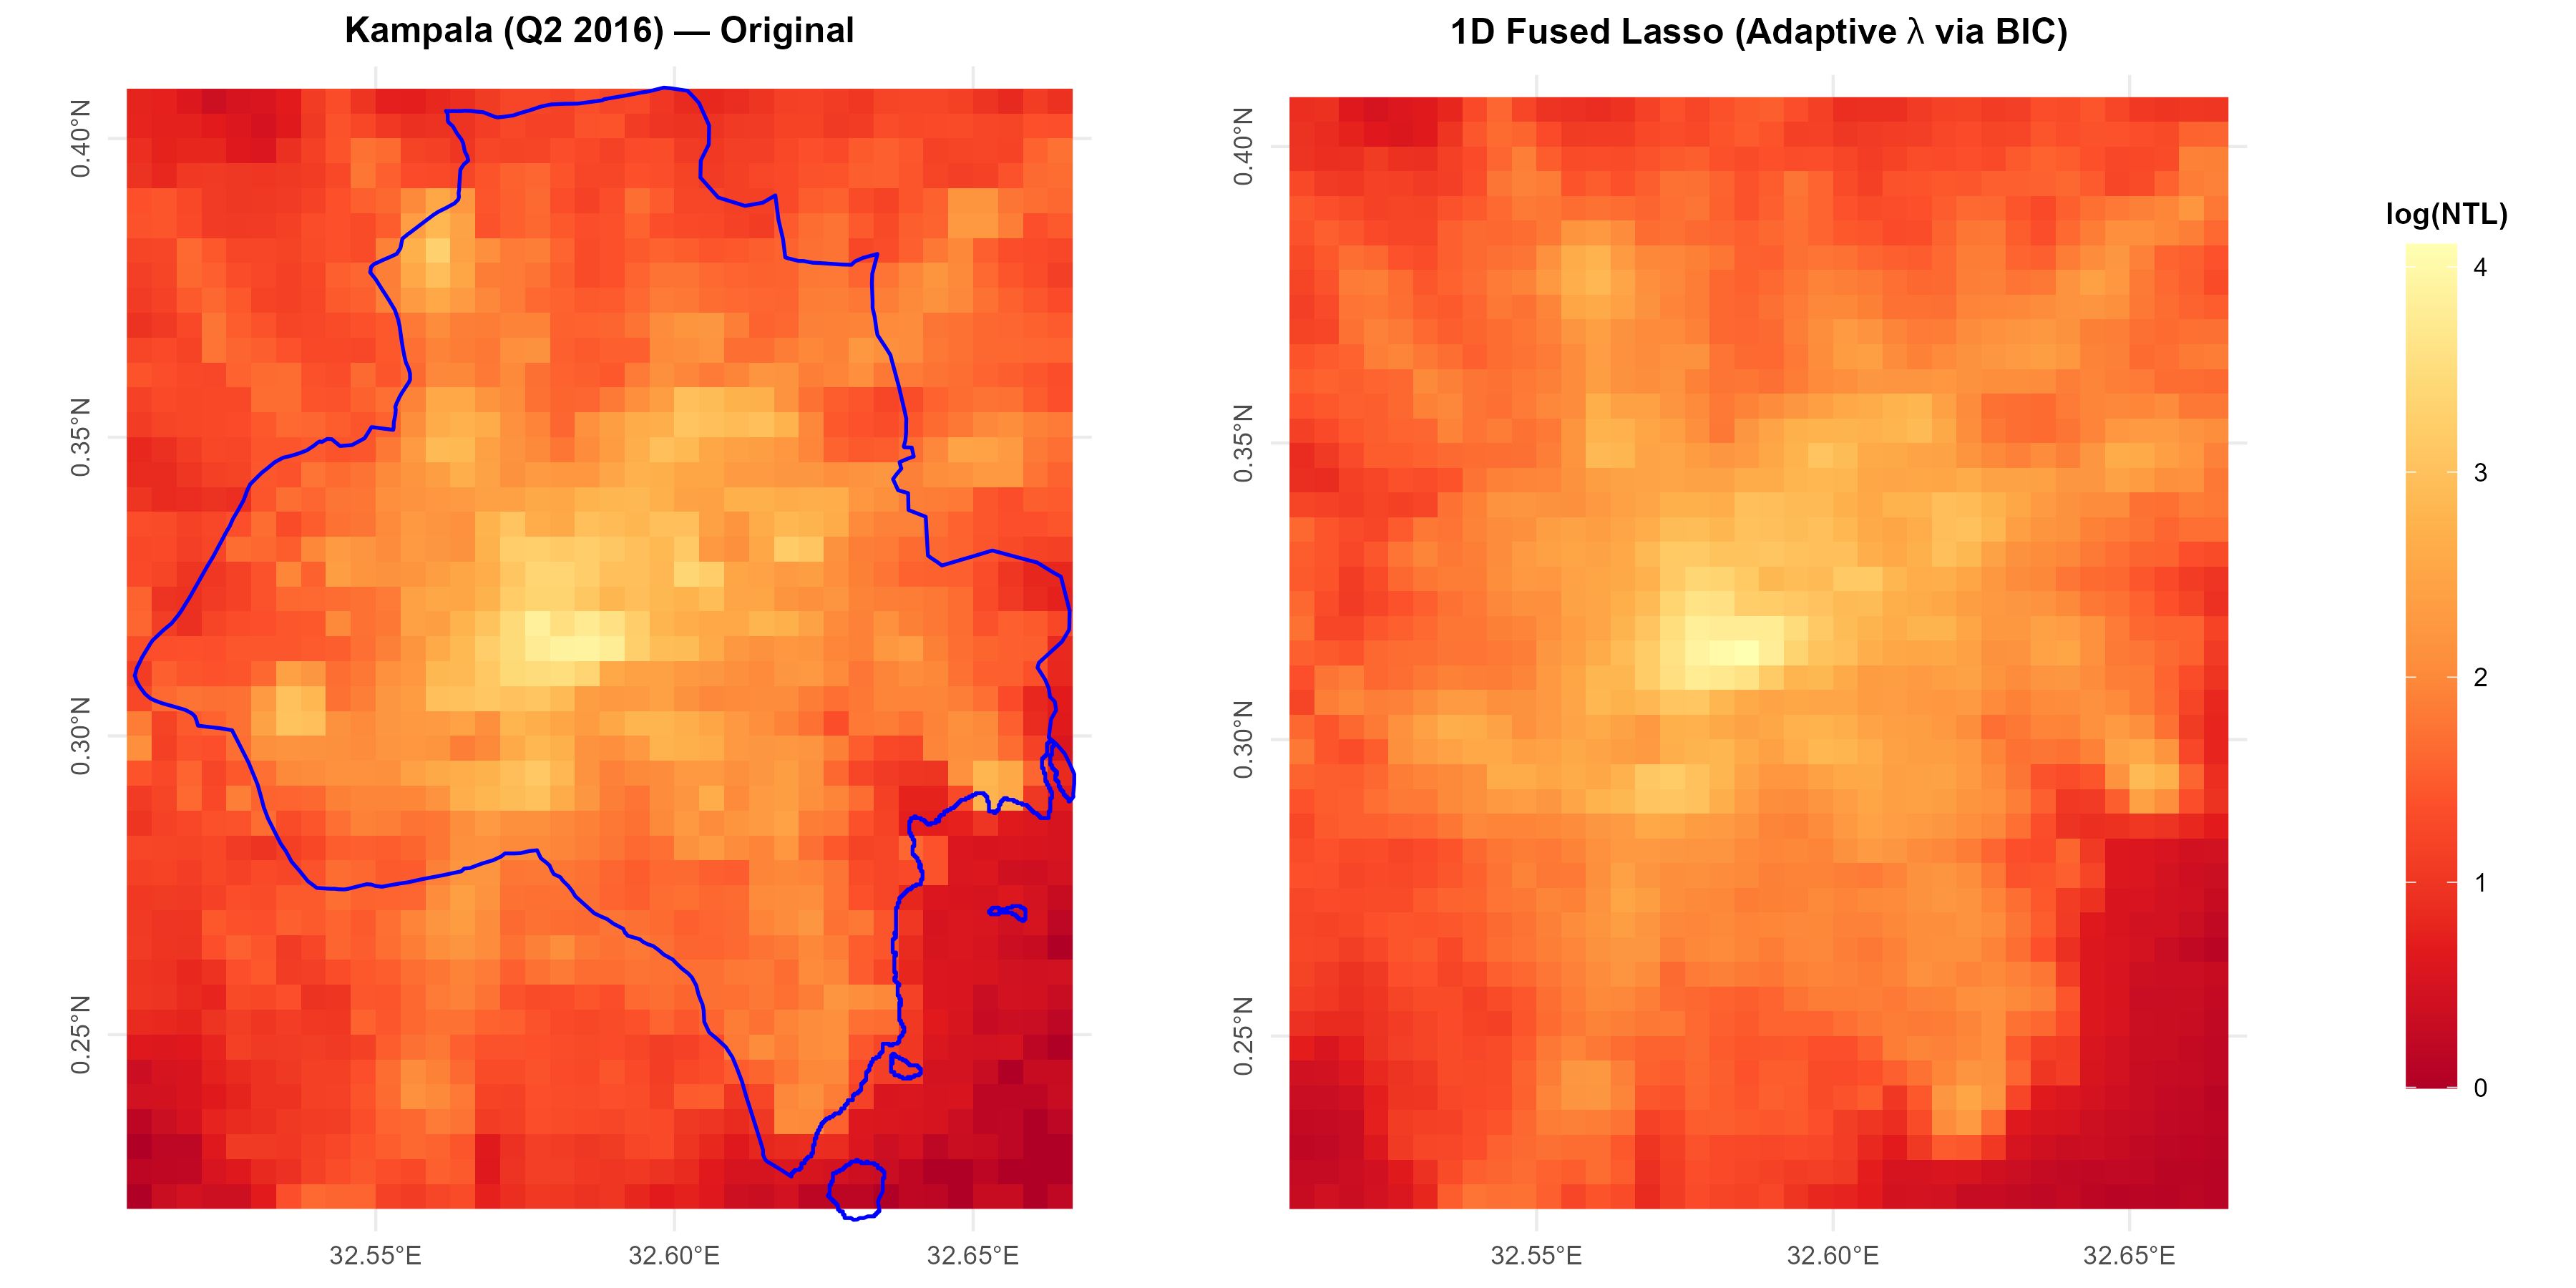 Kampala (Q2 2016) — Original
0.40°N
0.35°N
0.30°N
0.25°N
32.55°E
32.60°E
32.65°E
1D Fused Lasso (Adaptive λ via BIC)
0.40°N
0.35°N
0.30°N
0.25°N
32.55°E
32.60°E
32.65°E
log(NTL)
4
3
2
1
0